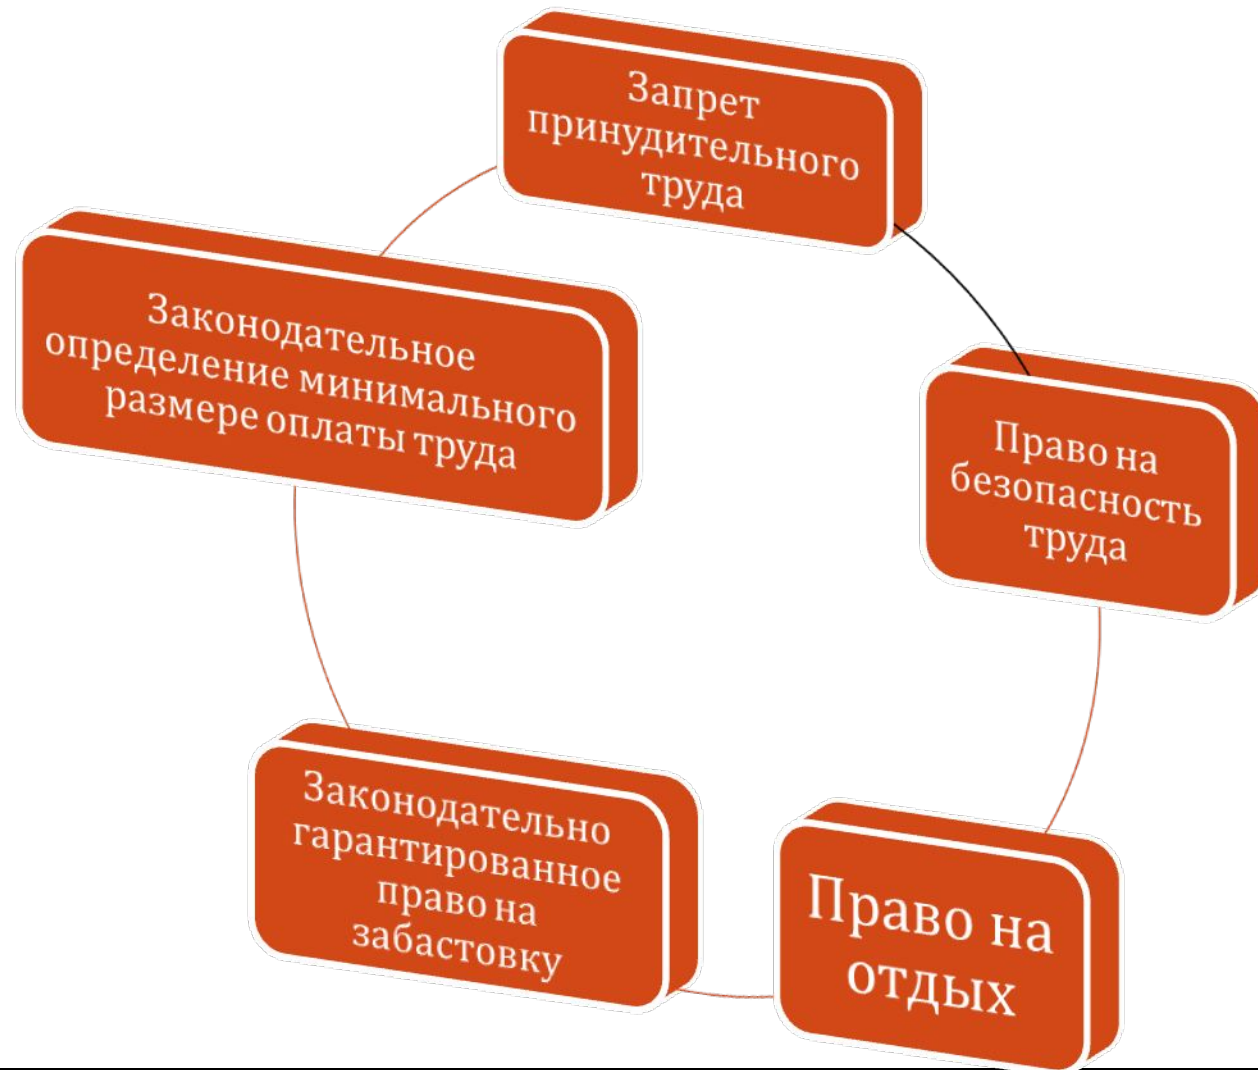 Запрет
принудительного
труда
Право на
безопасность
труда
Право на
отдых
Законодательно
гарантированное
право на
забастовку
Законодательное
определение минимального
размере оплаты труда